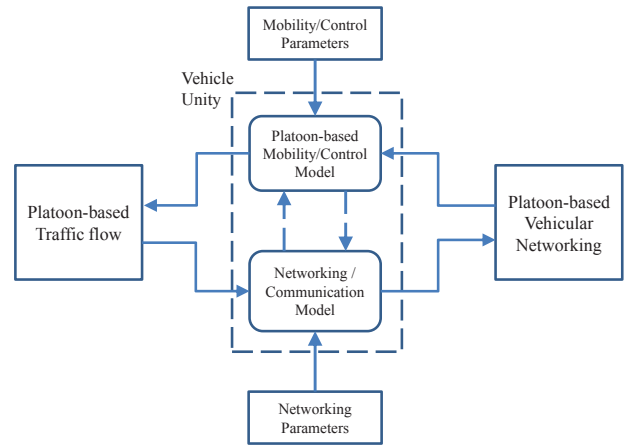 Mobility/Control
Parameters
Vehicle
Unity
Platoon-based
Mobility/Control
Model
Platoon-based
Traffic flow
Platoon-based
Vehicular
Networking
Networking /
Communication
Model
Networking
Parameters